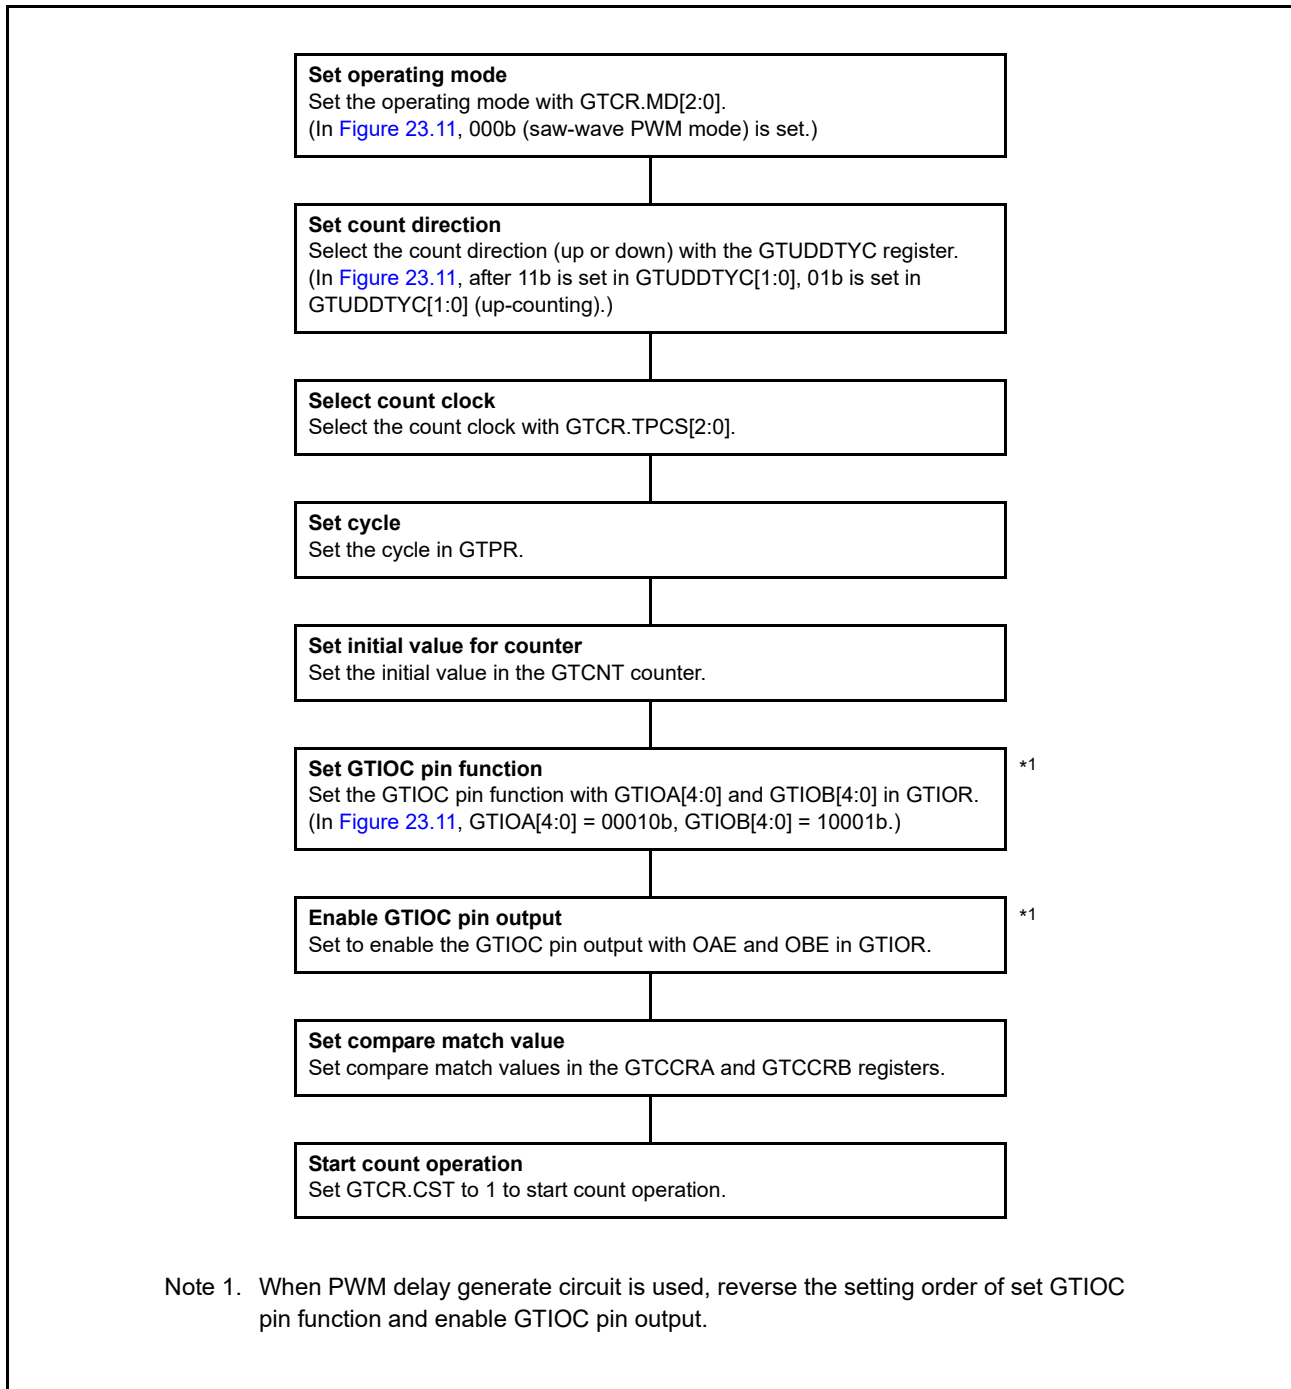 Set operating mode
Set the operating mode with GTCR.MD[2:0].
(In Figure 23.11, 000b (saw-wave PWM mode) is set.)
Set count direction
Select the count direction (up or down) with the GTUDDTYC register.
(In Figure 23.11, after 11b is set in GTUDDTYC[1:0], 01b is set in
GTUDDTYC[1:0] (up-counting).)
Select count clock
Select the count clock with GTCR.TPCS[2:0].
Set cycle
Set the cycle in GTPR.
Set initial value for counter
Set the initial value in the GTCNT counter.
Set GTIOC pin function *1
Set the GTIOC pin function with GTIOA[4:0] and GTIOB[4:0] in GTIOR.
(In Figure 23.11, GTIOA[4:0] = 00010b, GTIOB[4:0] = 10001b.)
Enable GTIOC pin output *1
Set to enable the GTIOC pin output with OAE and OBE in GTIOR.
Set compare match value
Set compare match values in the GTCCRA and GTCCRB registers.
Start count operation
Set GTCR.CST to 1 to start count operation.
Note 1. When PWM delay generate circuit is used, reverse the setting order of set GTIOC
pin function and enable GTIOC pin output.